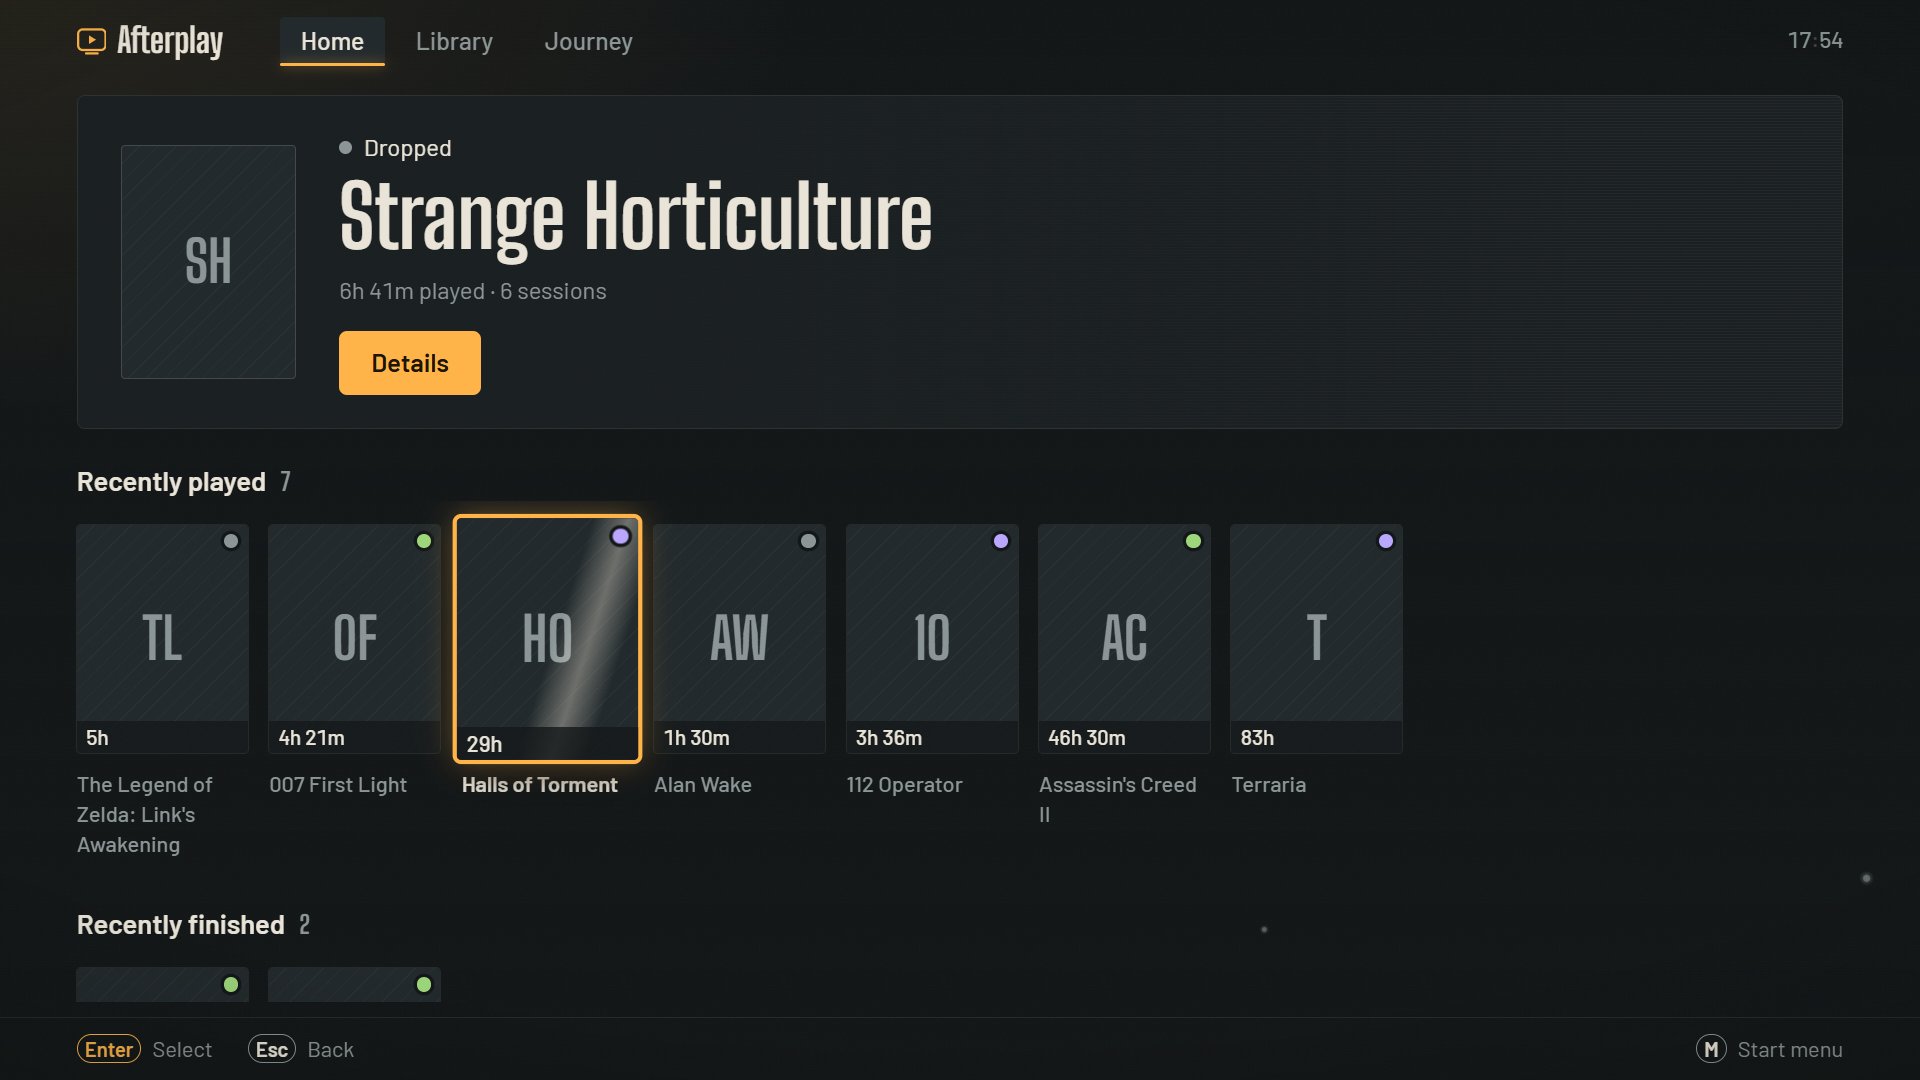 Afterplay
Home
Library
Journey
17:54
SH
Dropped
Strange Horticulture
6h 41m played · 6 sessions
Details
Recently played 7
TL
5h
The Legend of
Zelda: Link's
Awakening
OF
4h 21m
007 First Light
HO
29h
Halls of Torment
AW
1h 30m
Alan Wake
1O
3h 36m
112 Operator
AC
46h 30m
Assassin's Creed
II
T
83h
Terraria
Recently finished 2
Enter Select
Esc Back
M Start menu